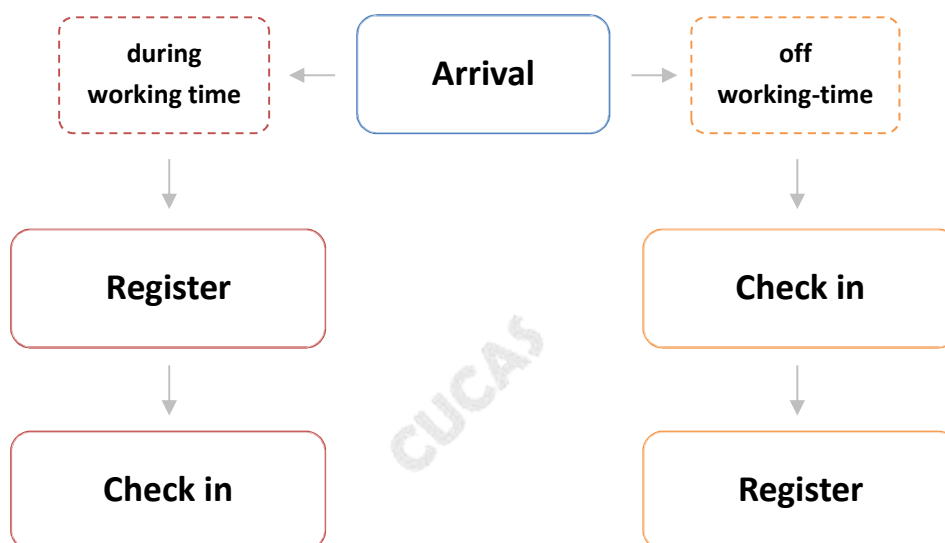 during
working time
Arrival
off
working-time
Register
Check in
CUCAS
Check in
Register